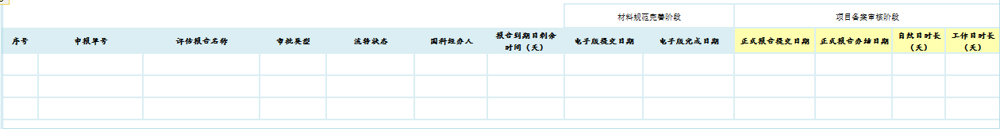 材料规范完善阶段
项目备案审核阶段
序号
申报单号
评估报告名称
审批类型
流转状态
国科经办人
报告到期日剩余
时间（天）
电子版提交日期
电子版完成日期
正式报告提交日期
正式报告办结日期
自然日时长
（天）
工作日时长
（天）